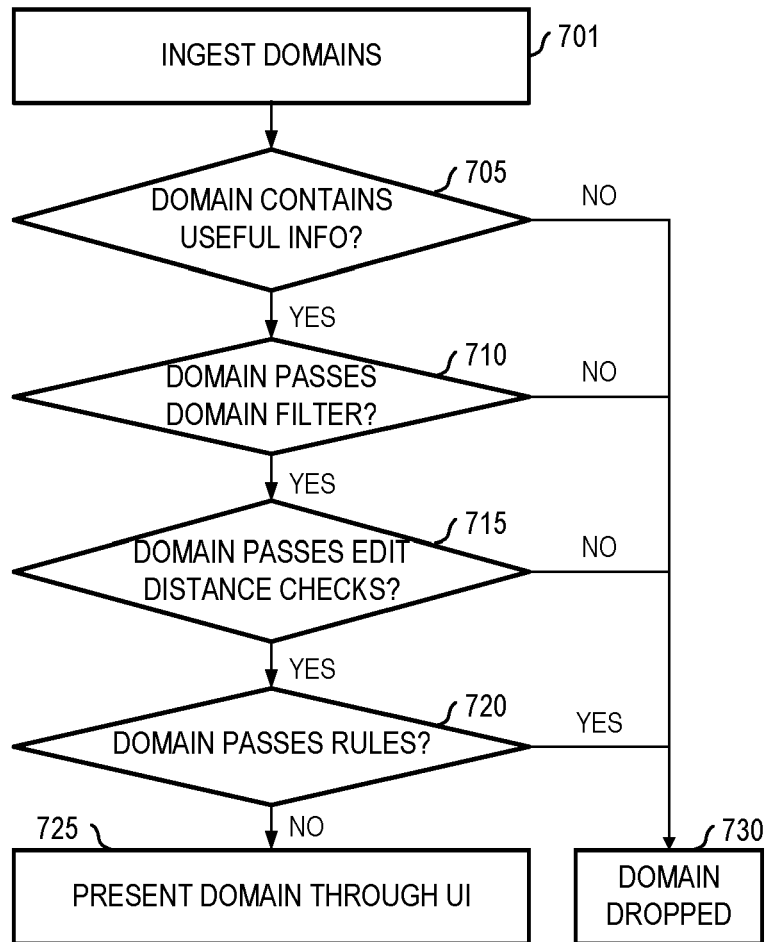 INGEST DOMAINS
701
705
DOMAIN CONTAINS
USEFUL INFO?
NO
YES
710
DOMAIN PASSES
DOMAIN FILTER?
NO
YES
715
DOMAIN PASSES EDIT
DISTANCE CHECKS?
NO
YES
720
DOMAIN PASSES RULES?
YES
NO
725
PRESENT DOMAIN THROUGH UI
730
DOMAIN
DROPPED